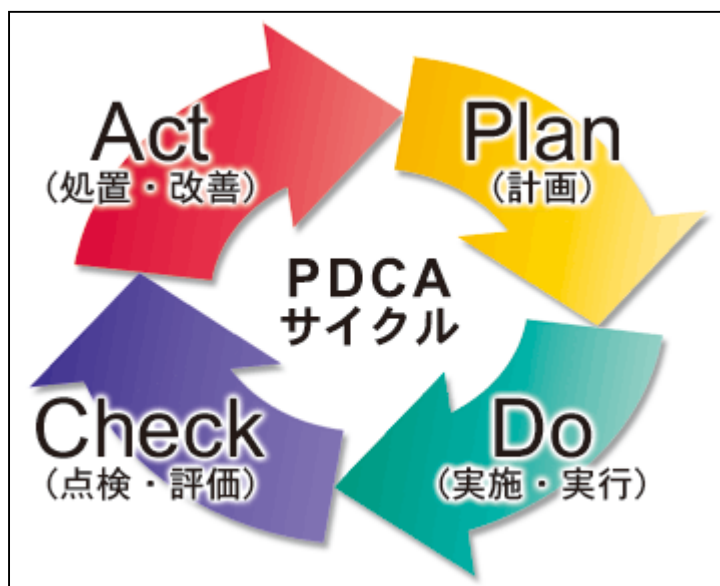 Act
(処置・改善)
Plan
(計画)
PDCA
サイクル
Check
(点検・評価)
Do
(実施・実行)